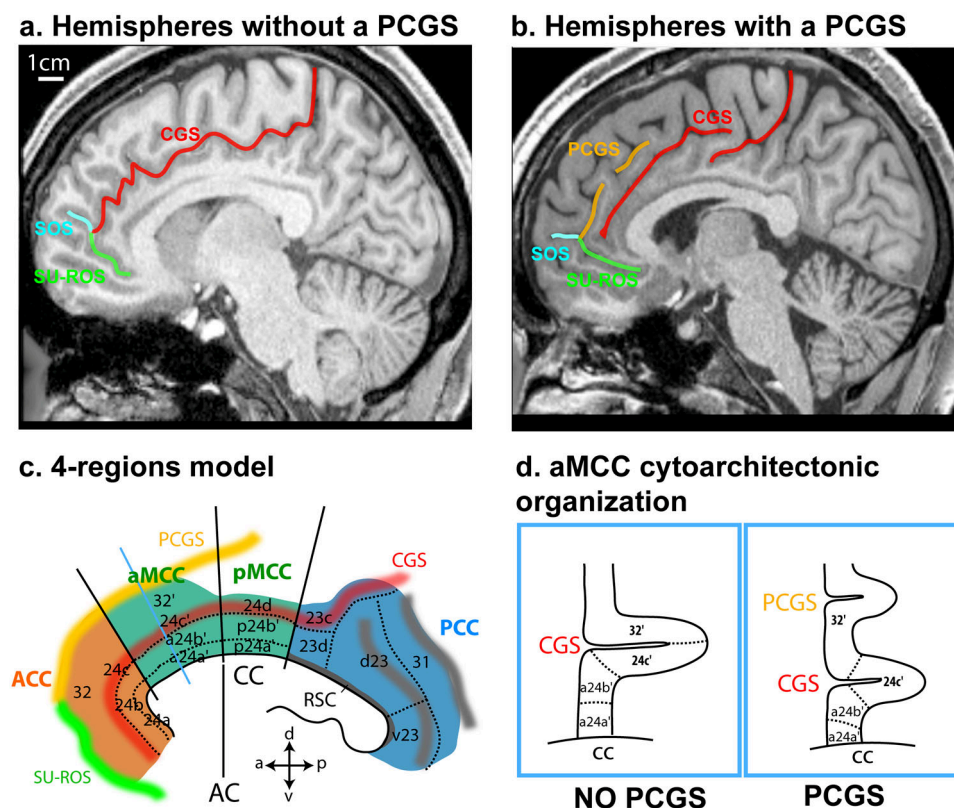 a. Hemispheres without a PCGS
1cm
CGS
SOS
SU-ROS
b. Hemispheres with a PCGS
CGS
PCGS
SOS
SU-ROS
c. 4-regions model
PCGS
aMCC
pMCC
CGS
32'
24d
24c'
23c
PCC
a24b'
p24b'
23d
a24a'
p24a'
d23
31
24c
CC
ACC
32
24b
24a
RSC
v23
d
a
p
v
SU-ROS
AC
d. aMCC cytoarchitectonic
organization
32'
CGS
24c'
a24b'
a24a'
CC
NO PCGS
PCGS
32'
CGS
24c'
a24b'
a24a'
CC
PCGS